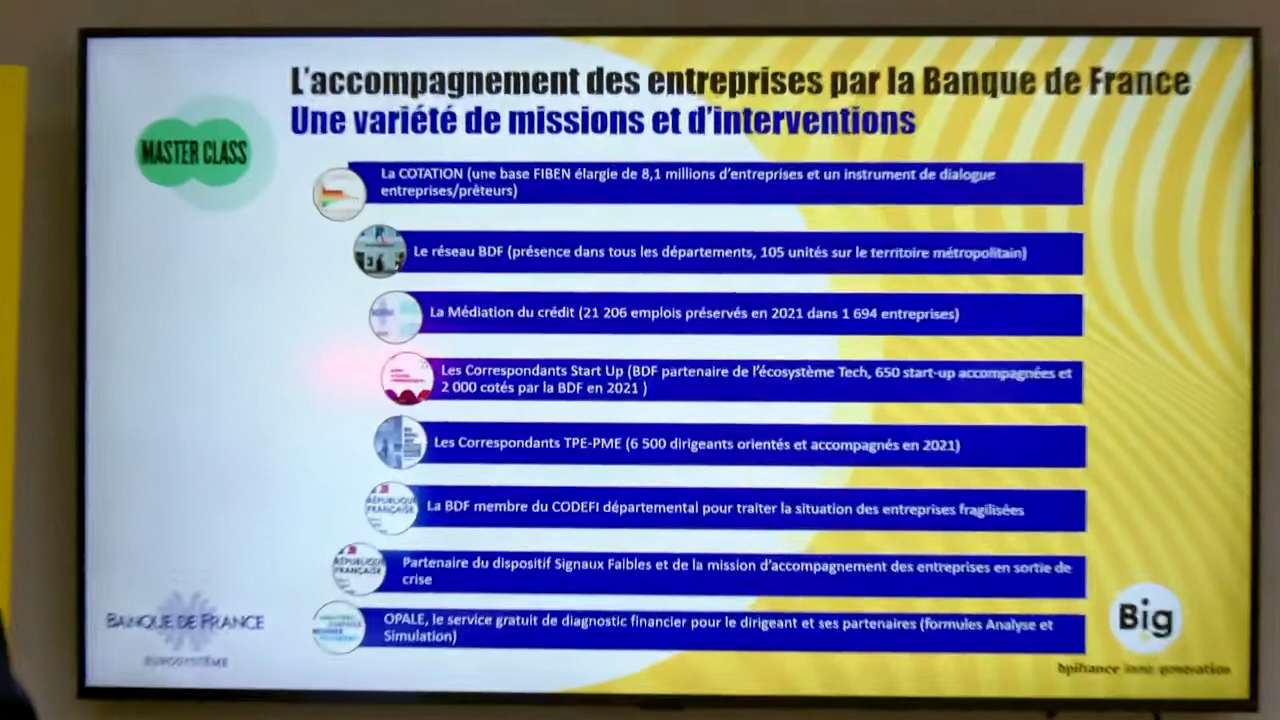 L'accompagnement des entreprises par la Banque de France
Une variété de missions et d'interventions
MASTER CLASS
La COTATION (une base FIBEN élargie de 8,1 millions d'entreprises et un instrument de dialogue
entreprises/prêteurs)
Le réseau BDF (présence dans tous les départements, 105 unités sur le territoire métropolitain)
La Médiation du crédit (21 206 emplois préservés en 2021 dans 1 694 entreprises)
Les Correspondants Start Up (BDF partenaire de l'écosystème Tech, 650 start-up accompagnées et
2 000 cotés par la BDF en 2021 )
Les Correspondants TPE-PME (6 500 dirigeants orientés et accompagnés en 2021)
RÉPUBLIQUE
FRANÇAISE
La BDF membre du CODEFI départemental pour traiter la situation des entreprises fragilisées
RÉPUBLIQUE
FRANÇAISE
Partenaire du dispositif Signaux Faibles et de la mission d'accompagnement des entreprises en sortie de
crise
OPALE, le service gratuit de diagnostic financier pour le dirigeant et ses partenaires (formules Analyse et
Simulation)
BANQUE DE FRANCE
EUROSYSTÈME
Big
bpifrance inno generation